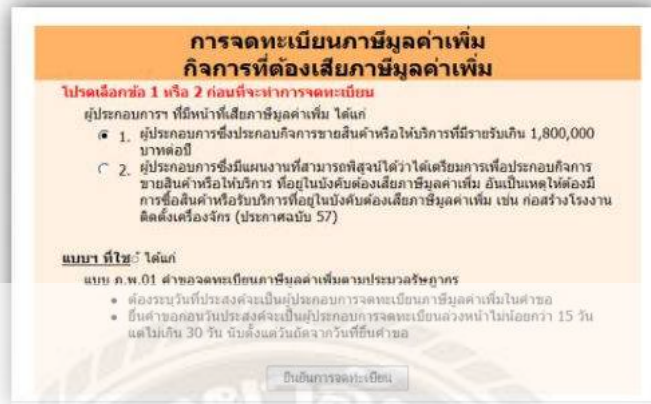 การจดทะเบียนภาษีมูลค่าเพิ่ม
กิจการที่ต้องเสียภาษีมูลค่าเพิ่ม
โปรดเลือกข้อ 1 หรือ 2 ก่อนที่จะทำการจดทะเบียน
ผู้ประกอบการฯ ที่มีหน้าที่เสียภาษีมูลค่าเพิ่ม ได้แก่
1. ผู้ประกอบการซึ่งประกอบกิจการขายสินค้าหรือให้บริการที่มีรายรับเกิน 1,800,000
บาทต่อปี
2. ผู้ประกอบการซึ่งมีแผนงานที่สามารถพิสูจน์ได้ว่าได้เตรียมการเพื่อประกอบกิจการ
ขายสินค้าหรือให้บริการ ที่อยู่ในบังคับต้องเสียภาษีมูลค่าเพิ่ม อันเป็นเหตุให้ต้องมี
การซื้อสินค้าหรือรับบริการที่อยู่ในบังคับต้องเสียภาษีมูลค่าเพิ่ม เช่น ก่อสร้างโรงงาน
ติดตั้งเครื่องจักร (ประกาศฉบับ 57)
แบบฯ ที่ใช้ ได้แก่
แบบ ภ.พ.01 คำขอจดทะเบียนภาษีมูลค่าเพิ่มตามประมวลรัษฎากร
• ต้องระบุวันที่ประสงค์จะเป็นผู้ประกอบการจดทะเบียนภาษีมูลค่าเพิ่มในคำขอ
• ยื่นคำขอก่อนวันประสงค์จะเป็นผู้ประกอบการจดทะเบียนล่วงหน้าไม่น้อยกว่า 15 วัน
แต่ไม่เกิน 30 วัน นับตั้งแต่วันถัดจากวันที่ยื่นคำขอ
ยืนยันการจดทะเบียน